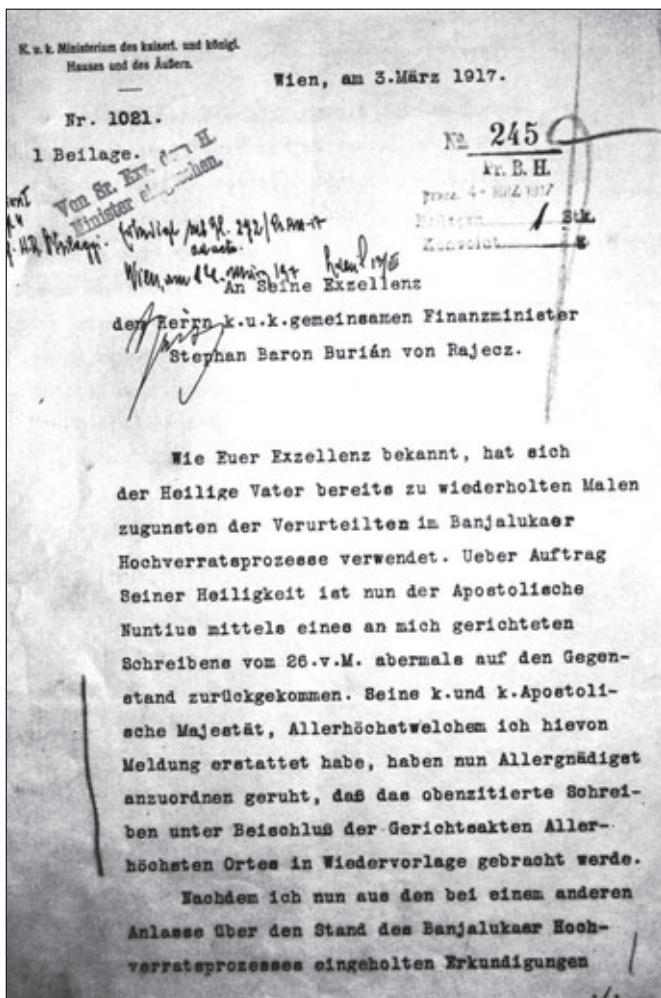 K. u. k. Ministerium des kaiserl. und königl.
Hauses und des Äußern.
Wien, am 3.März 1917.
Nr. 1021.
1 Beilage.
No. 245
Pr. B. H.
Von Sr. Exz. dem H.
Minister
Beilagen 1 Stk.
Konvolut
Wien, am
An Seine Exzellenz
den Herrn k.u.k.gemeinsamen Finanzminister
Stephan Baron Burián von Rajecz.
Wie Euer Exzellenz bekannt, hat sich
der Heilige Vater bereits zu wiederholten Malen
zugunsten der Verurteilten im Banjalukaer
Hochverratsprozesse verwendet. Ueber Auftrag
Seiner Heiligkeit ist nun der Apostolische
Nuntius mittels eines an mich gerichteten
Schreibens vom 26.v.M. abermals auf den Gegen-
stand zurückgekommen. Seine k.und k.Apostoli-
sche Majestät, Allerhöchstwelchem ich hievon
Meldung erstattet habe, haben nun Allergnädigst
anzuordnen geruht, daß das obenzitierte Schrei-
ben unter Beischluß der Gerichtsakten Aller-
höchsten Ortes in Wiedervorlage gebracht werde.
Nachdem ich nun aus den bei einem anderen
Anlasse über den Stand des Banjalukaer Hoch-
verratsprozesses eingeholten Erkundigungen